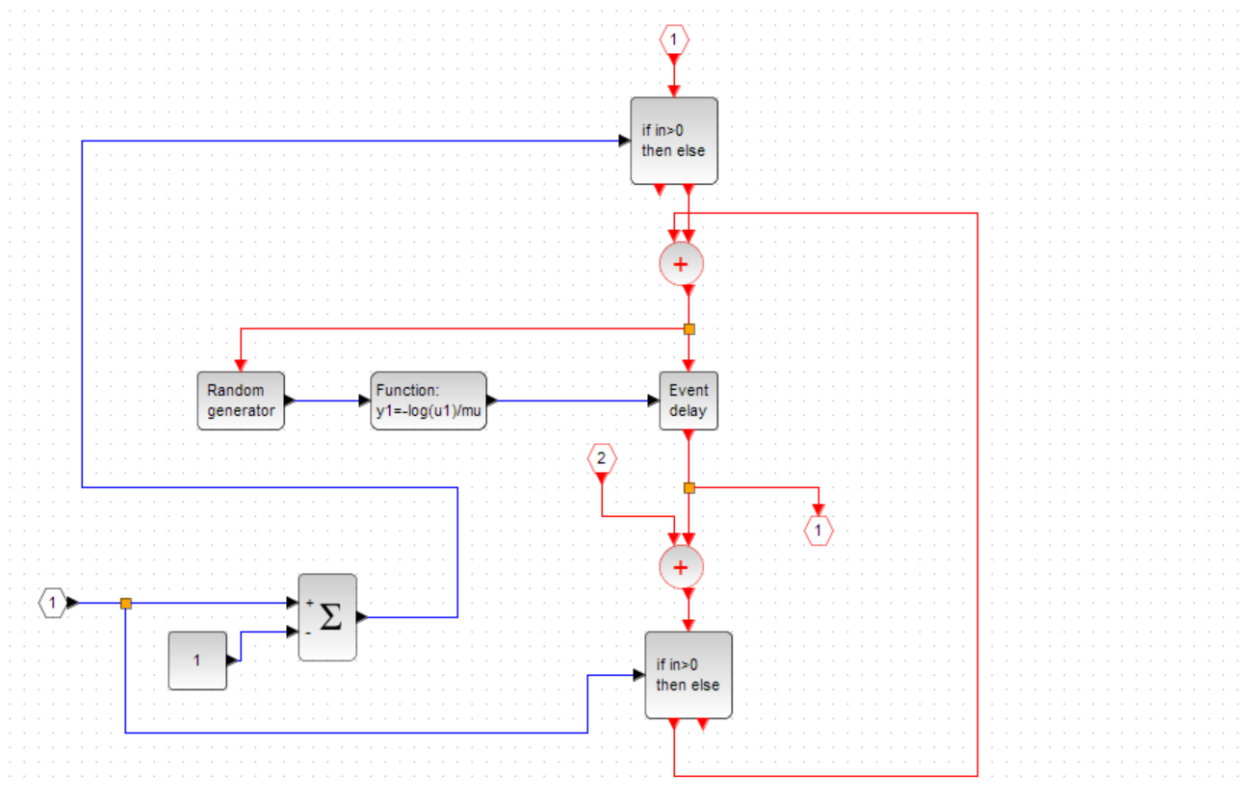 1
if in>0
then else
+
Random
generator
Function:
y1=-log(u1)/mu
Event
delay
2
1
+
1
+
Σ
-
1
if in>0
then else